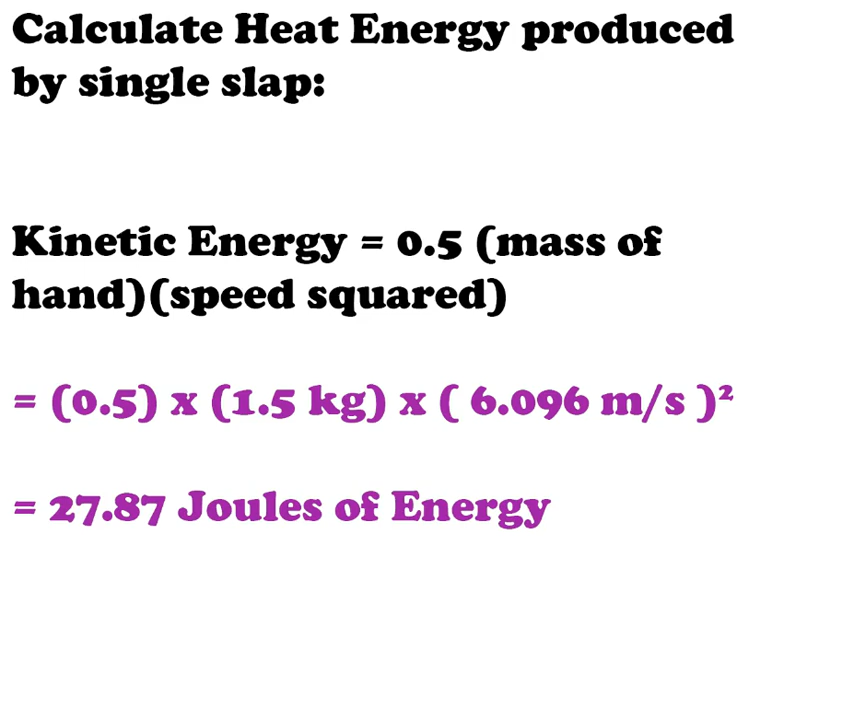 Calculate Heat Energy produced
by single slap:
Kinetic Energy = 0.5 (mass of
hand)(speed squared)
= (0.5) x (1.5 kg) x ( 6.096 m/s )²
= 27.87 Joules of Energy